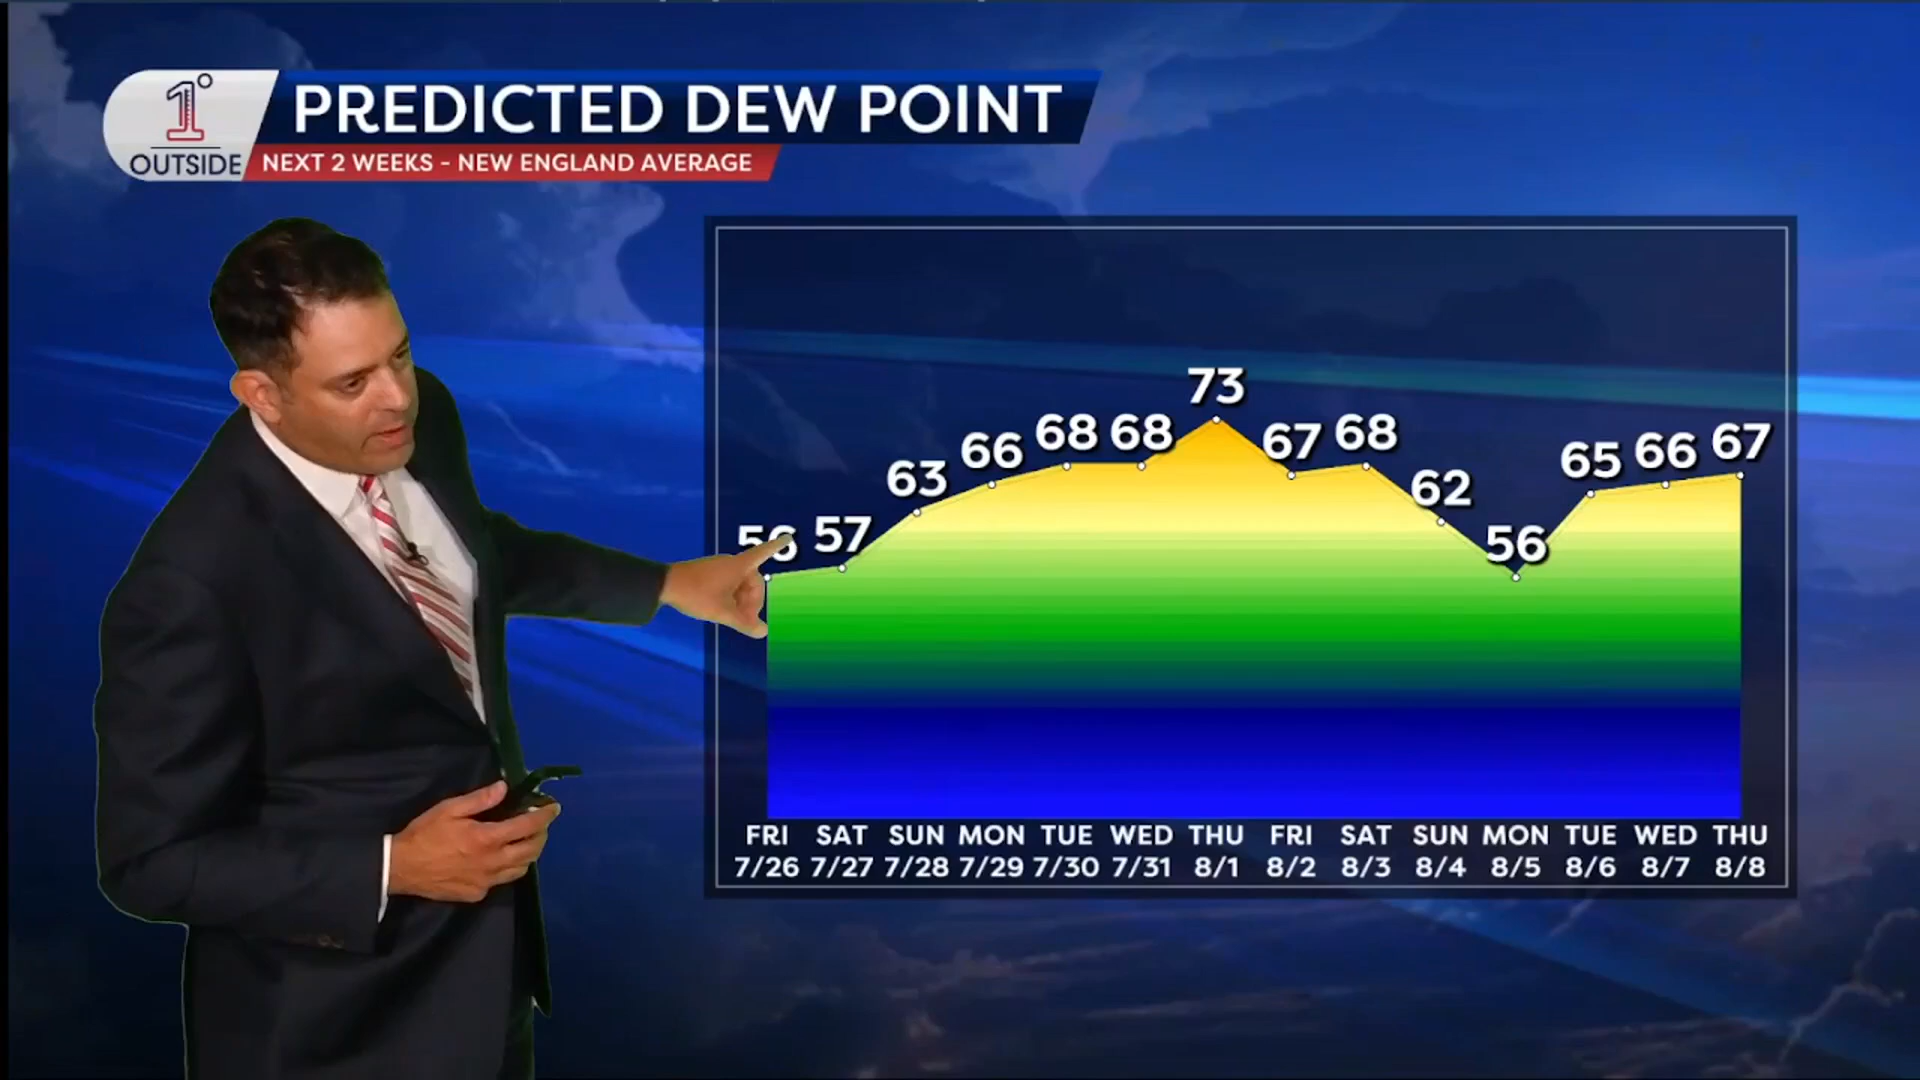 1°
OUTSIDE
PREDICTED DEW POINT
NEXT 2 WEEKS - NEW ENGLAND AVERAGE
56 57 63 66 68 68 73 67 68 62 56 65 66 67
FRI SAT SUN MON TUE WED THU FRI SAT SUN MON TUE WED THU
7/26 7/27 7/28 7/29 7/30 7/31 8/1 8/2 8/3 8/4 8/5 8/6 8/7 8/8